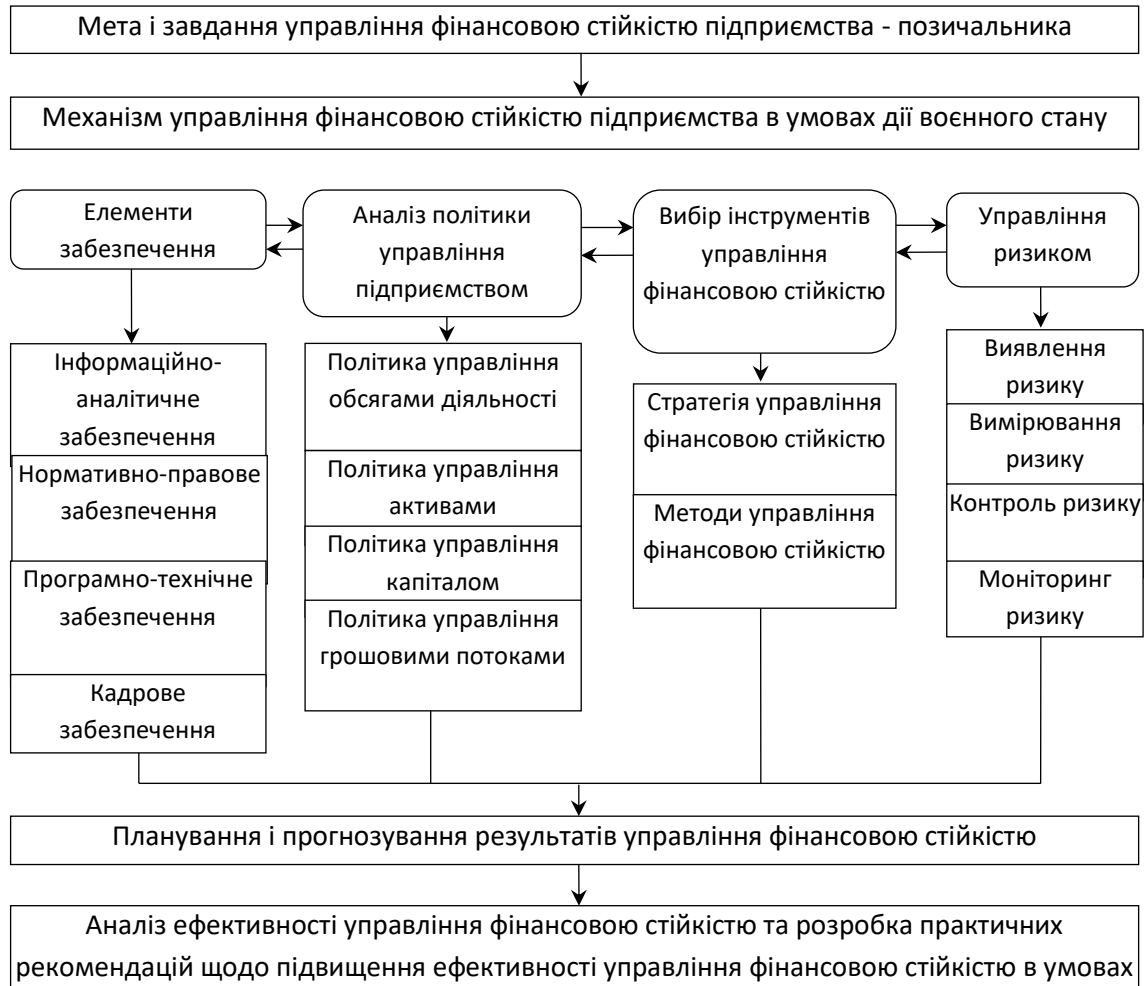 Мета і завдання управління фінансовою стійкістю підприємства - позичальника
Механізм управління фінансовою стійкістю підприємства в умовах дії воєнного стану
Елементи
забезпечення
Аналіз політики
управління
підприємством
Вибір інструментів
управління
фінансовою стійкістю
Управління
ризиком
Інформаційно-
аналітичне
забезпечення
Нормативно-правове
забезпечення
Програмно-технічне
забезпечення
Кадрове
забезпечення
Політика управління
обсягами діяльності
Політика управління
активами
Політика управління
капіталом
Політика управління
грошовими потоками
Стратегія управління
фінансовою стійкістю
Методи управління
фінансовою стійкістю
Виявлення
ризику
Вимірювання
ризику
Контроль ризику
Моніторинг
ризику
Планування і прогнозування результатів управління фінансовою стійкістю
Аналіз ефективності управління фінансовою стійкістю та розробка практичних
рекомендацій щодо підвищення ефективності управління фінансовою стійкістю в умовах